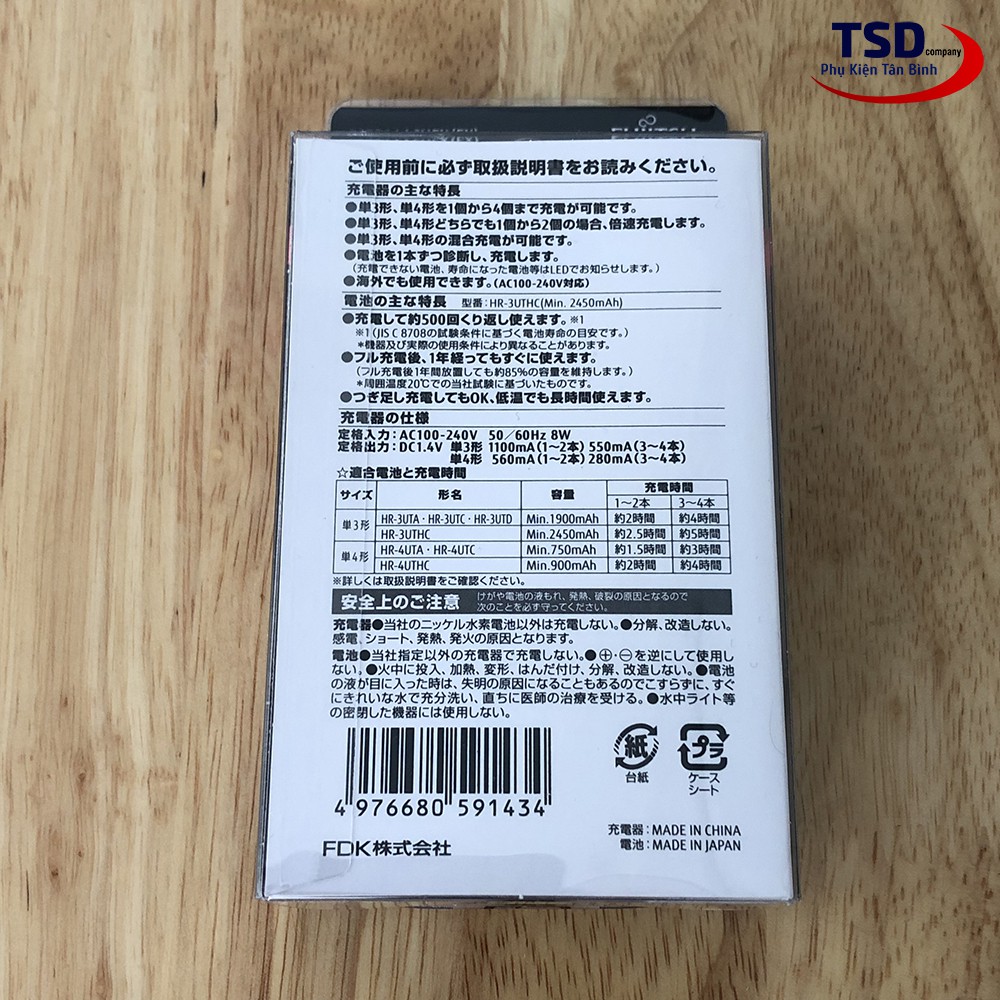 TSD company
Phụ Kiện Tân Bình
FUJITSU
ご使用前に必ず取扱説明書をお読みください。
充電器の主な特長
●単3形、単4形を1個から4個まで充電が可能です。
●単3形、単4形どちらでも1個から2個の場合、倍速充電します。
●単3形、単4形の混合充電が可能です。
●電池を1本ずつ診断し、充電します。
(充電できない電池、寿命になった電池等はLEDでお知らせします。)
●海外でも使用できます。(AC100-240V対応)
電池の主な特長 型番:HR-3UTHC(Min. 2450mAh)
●充電して約500回くり返し使えます。※1
※1(JIS C 8708の試験条件に基づく電池寿命の目安です。)
*機器及び実際の使用条件により異なることがあります。
●フル充電後、1年経ってもすぐに使えます。
(フル充電後1年間放置しても約85%の容量を維持します。)
*周囲温度20℃での当社試験に基づいたものです。
●つぎ足し充電してもOK、低温でも長時間使えます。
充電器の仕様
定格入力:AC100-240V 50/60Hz 8W
定格出力:DC1.4V 単3形 1100mA(1~2本) 550mA(3~4本)
単4形 560mA(1~2本) 280mA(3~4本)
☆適合電池と充電時間
サイズ 形名 容量 充電時間
1~2本 3~4本
単3形 HR-3UTA・HR-3UTC・HR-3UTD Min.1900mAh 約2時間 約4時間
HR-3UTHC Min.2450mAh 約2.5時間 約5時間
単4形 HR-4UTA・HR-4UTC Min.750mAh 約1.5時間 約3時間
HR-4UTHC Min.900mAh 約2時間 約4時間
※詳しくは取扱説明書をご確認ください。
安全上のご注意 けがや電池の液もれ、発熱、破裂の原因となるので
次のことを必ず守ってください。
充電器●当社のニッケル水素電池以外は充電しない。●分解、改造しない。
感電、ショート、発熱、発火の原因となります。
電池●当社指定以外の充電器で充電しない。●⊕・⊖を逆にして使用し
ない。●火中に投入、加熱、変形、はんだ付け、分解、改造しない。●電池
の液が目に入った時は、失明の原因になることもあるのでこすらずに、すぐ
にきれいな水で充分洗い、直ちに医師の治療を受ける。●水中ライト等
の密閉した機器には使用しない。
紙
台紙
プラ
ケース
シート
4 976680 591434
充電器:MADE IN CHINA
電池:MADE IN JAPAN
FDK株式会社